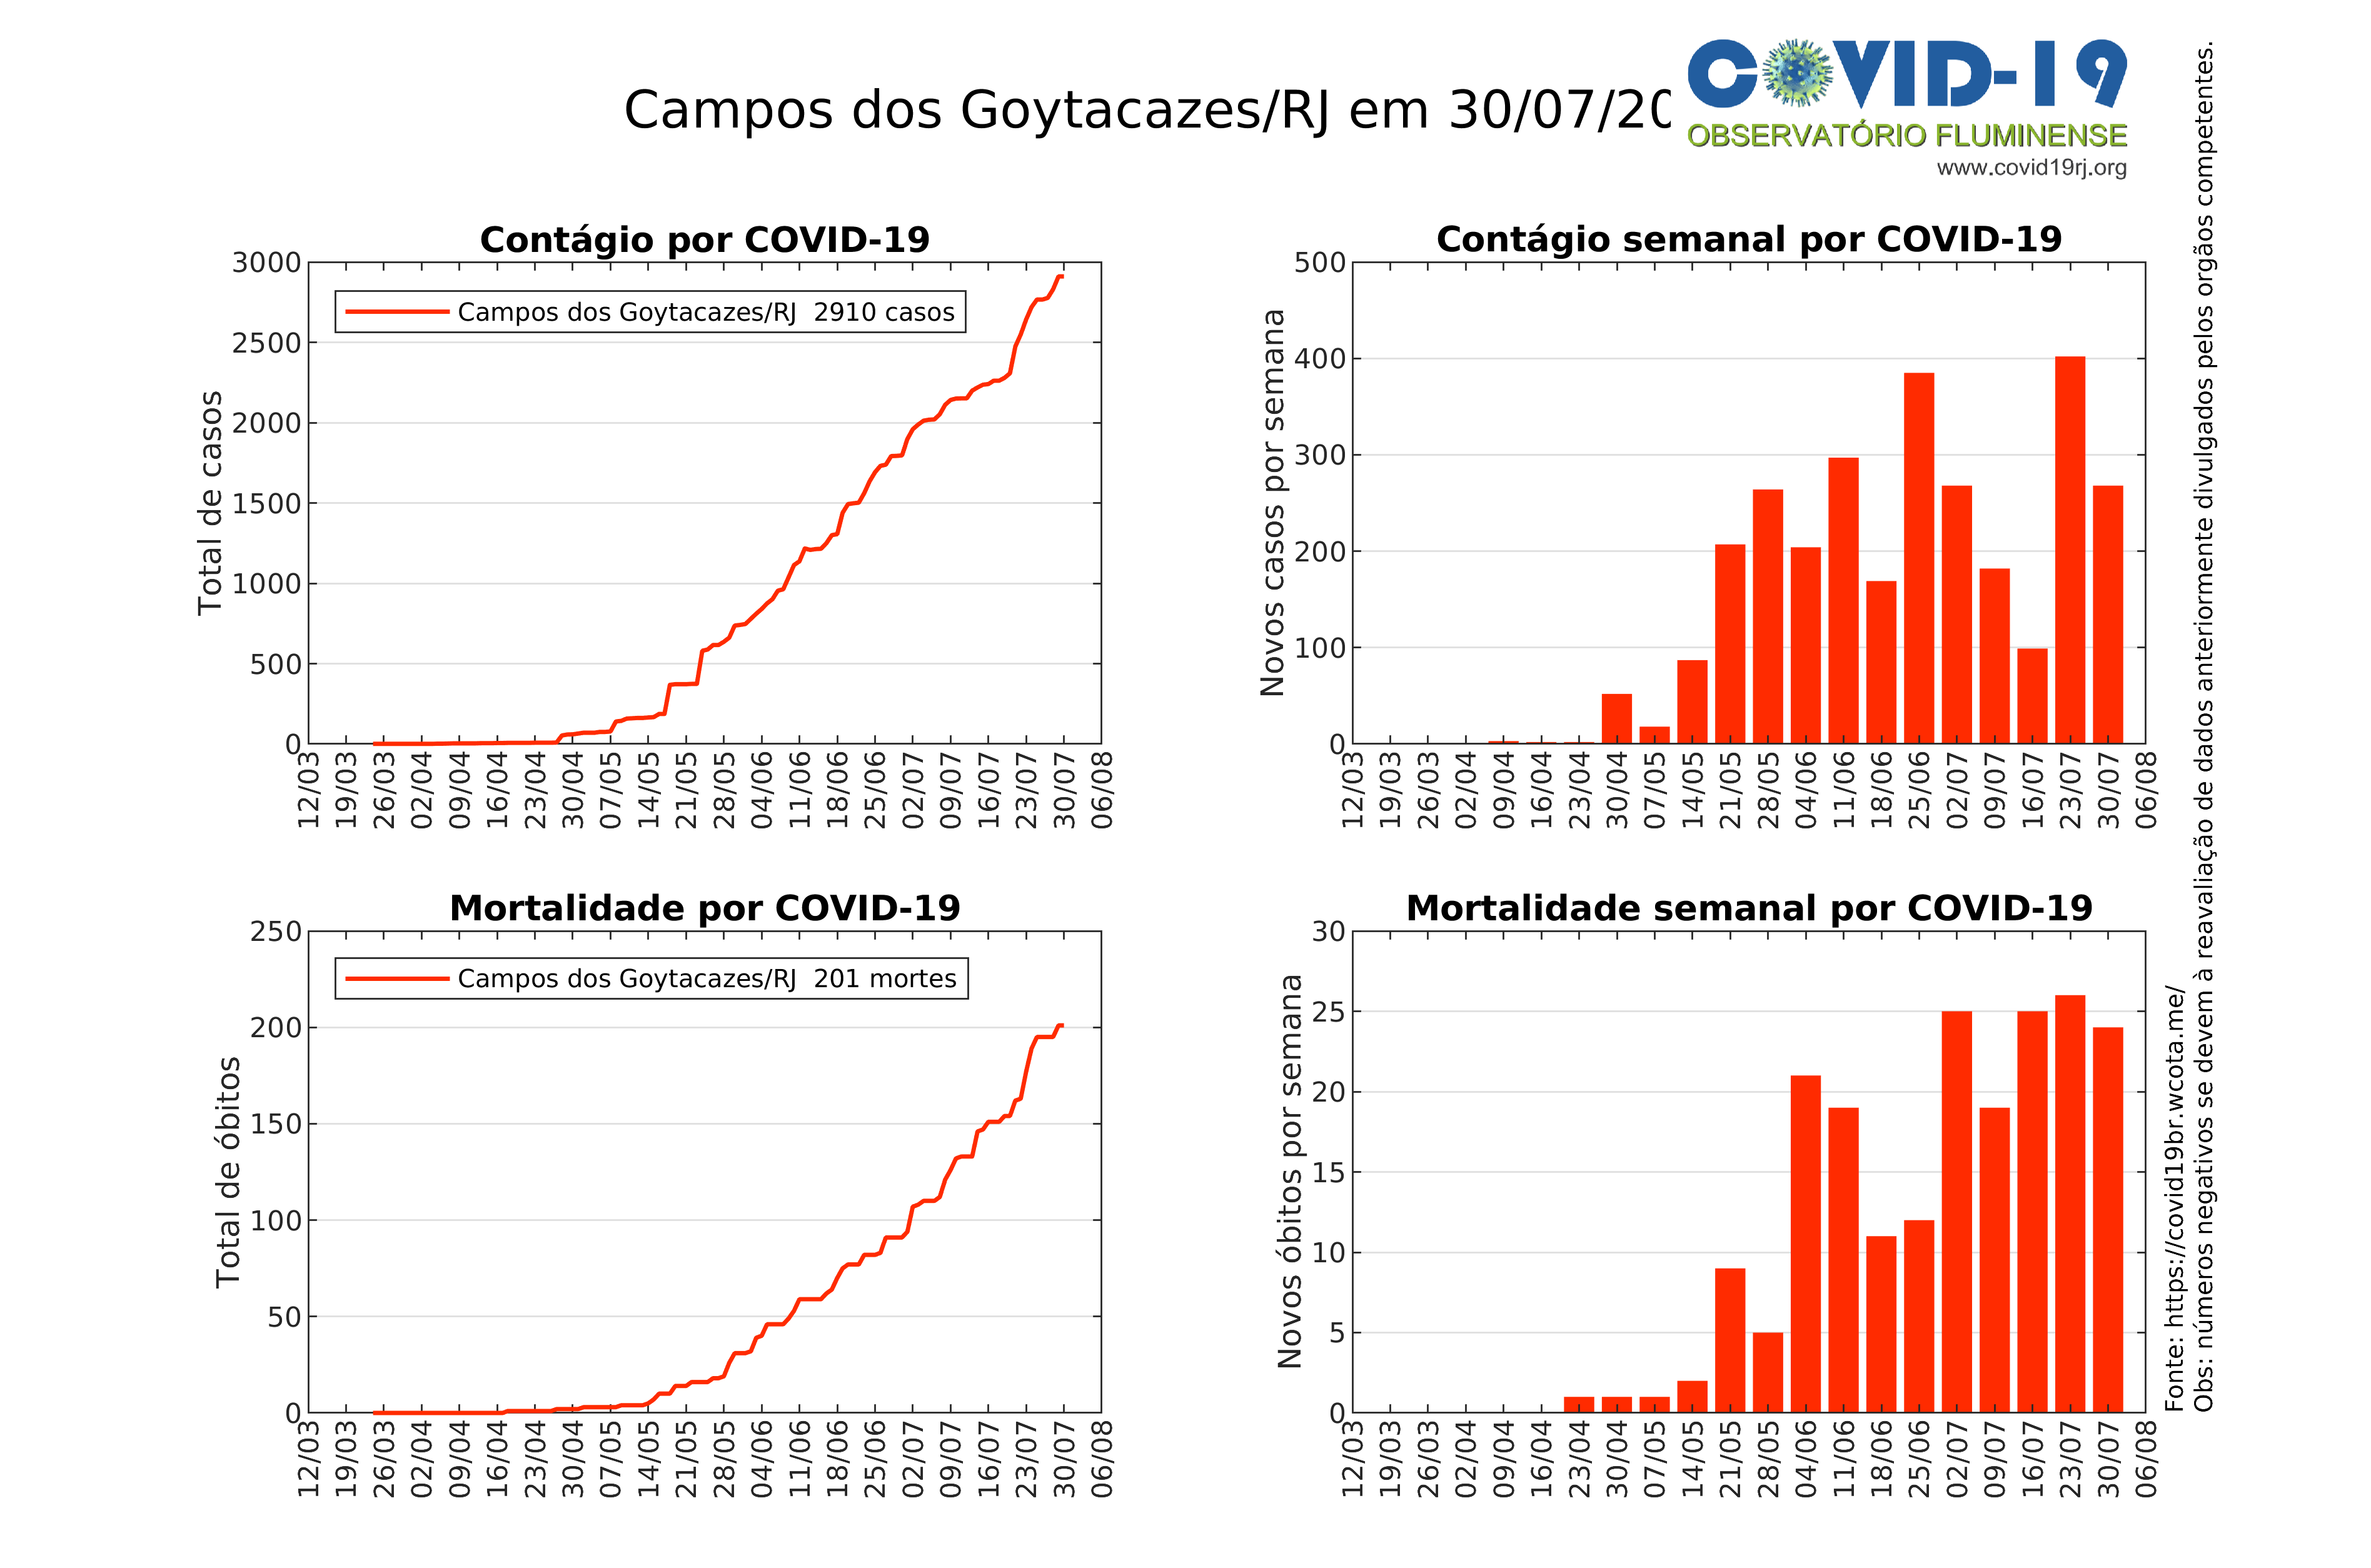 Campos dos Goytacazes/RJ em 30/07/20
COVID-19
OBSERVATÓRIO FLUMINENSE
www.covid19rj.org
Contágio por COVID-19
Total de casos
3000
2500
2000
1500
1000
500
0
Campos dos Goytacazes/RJ 2910 casos
12/03 19/03 26/03 02/04 09/04 16/04 23/04 30/04 07/05 14/05 21/05 28/05 04/06 11/06 18/06 25/06 02/07 09/07 16/07 23/07 30/07 06/08
Contágio semanal por COVID-19
Novos casos por semana
500
400
300
200
100
0
12/03 19/03 26/03 02/04 09/04 16/04 23/04 30/04 07/05 14/05 21/05 28/05 04/06 11/06 18/06 25/06 02/07 09/07 16/07 23/07 30/07 06/08
Mortalidade por COVID-19
Total de óbitos
250
200
150
100
50
0
Campos dos Goytacazes/RJ 201 mortes
12/03 19/03 26/03 02/04 09/04 16/04 23/04 30/04 07/05 14/05 21/05 28/05 04/06 11/06 18/06 25/06 02/07 09/07 16/07 23/07 30/07 06/08
Mortalidade semanal por COVID-19
Novos óbitos por semana
30
25
20
15
10
5
0
12/03 19/03 26/03 02/04 09/04 16/04 23/04 30/04 07/05 14/05 21/05 28/05 04/06 11/06 18/06 25/06 02/07 09/07 16/07 23/07 30/07 06/08
Fonte: https://covid19br.wcota.me/
Obs: números negativos se devem à reavaliação de dados anteriormente divulgados pelos orgãos competentes.